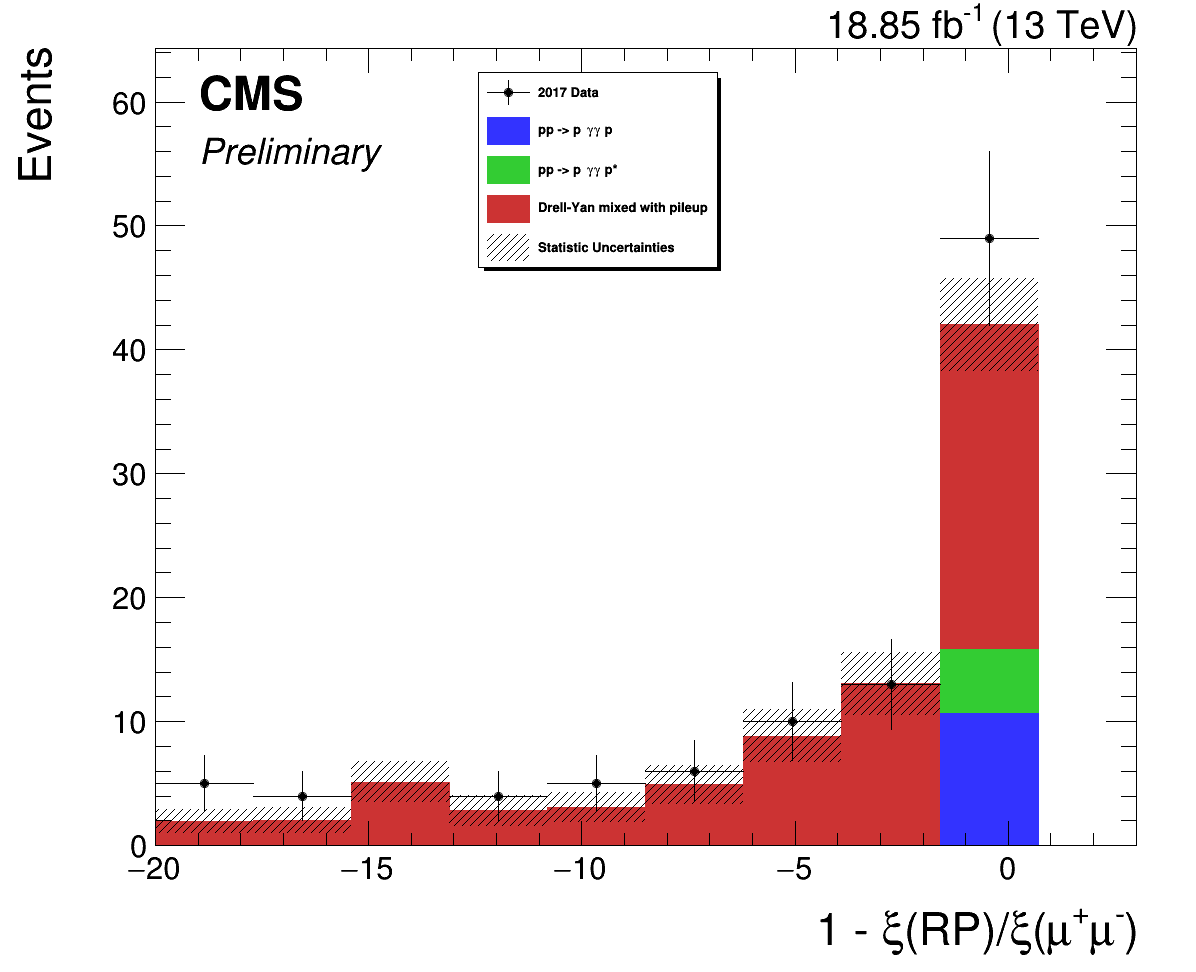 18.85 fb⁻¹ (13 TeV)
Events
CMS
Preliminary
2017 Data
pp -> p γγ p
pp -> p γγ p*
Drell-Yan mixed with pileup
Statistic Uncertainties
60
50
40
30
20
10
0
−20 −15 −10 −5 0
1 - ξ(RP)/ξ(μ⁺μ⁻)